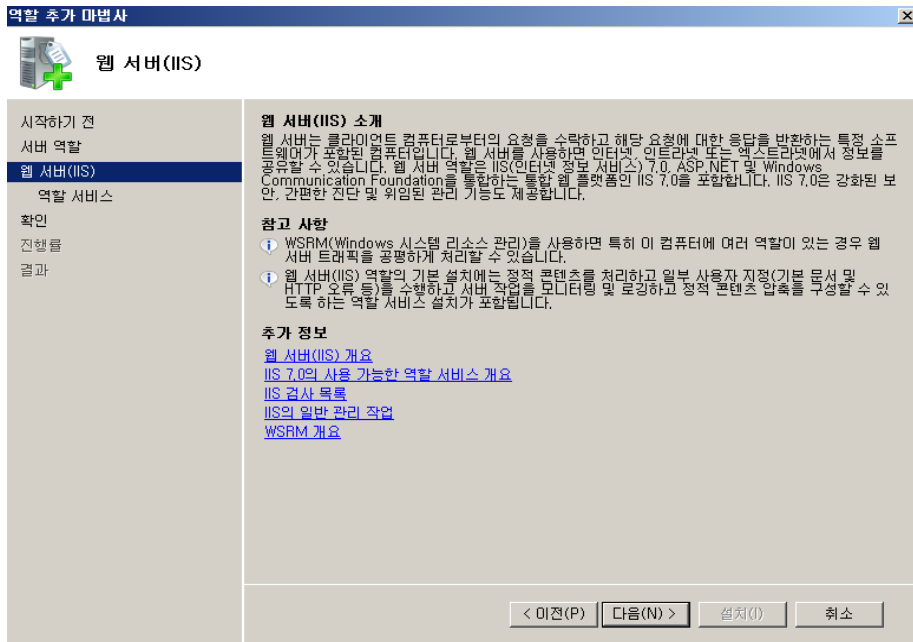 역할 추가 마법사
웹 서버(IIS)
시작하기 전
서버 역할
웹 서버(IIS)
역할 서비스
확인
진행률
결과
웹 서버(IIS) 소개
웹 서버는 클라이언트 컴퓨터로부터의 요청을 수락하고 해당 요청에 대한 응답을 반환하는 특정 소프
트웨어가 포함된 컴퓨터입니다. 웹 서버를 사용하면 인터넷, 인트라넷 또는 엑스트라넷에서 정보를
공유할 수 있습니다. 웹 서버 역할은 IIS(인터넷 정보 서비스) 7.0, ASP.NET 및 Windows
Communication Foundation을 통합하는 통합 웹 플랫폼인 IIS 7.0을 포함합니다. IIS 7.0은 강화된 보
안, 간편한 진단 및 위임된 관리 기능도 제공합니다.
참고 사항
WSRM(Windows 시스템 리소스 관리)을 사용하면 특히 이 컴퓨터에 여러 역할이 있는 경우 웹
서버 트래픽을 공평하게 처리할 수 있습니다.
웹 서버(IIS) 역할의 기본 설치에는 정적 콘텐츠를 처리하고 일부 사용자 지정(기본 문서 및
HTTP 오류 등)을 수행하고 서버 작업을 모니터링 및 로깅하고 정적 콘텐츠 압축을 구성할 수 있
도록 하는 역할 서비스 설치가 포함됩니다.
추가 정보
웹 서버(IIS) 개요
IIS 7.0의 사용 가능한 역할 서비스 개요
IIS 검사 목록
IIS의 일반 관리 작업
WSRM 개요
< 이전(P) 다음(N) > 설치(I) 취소